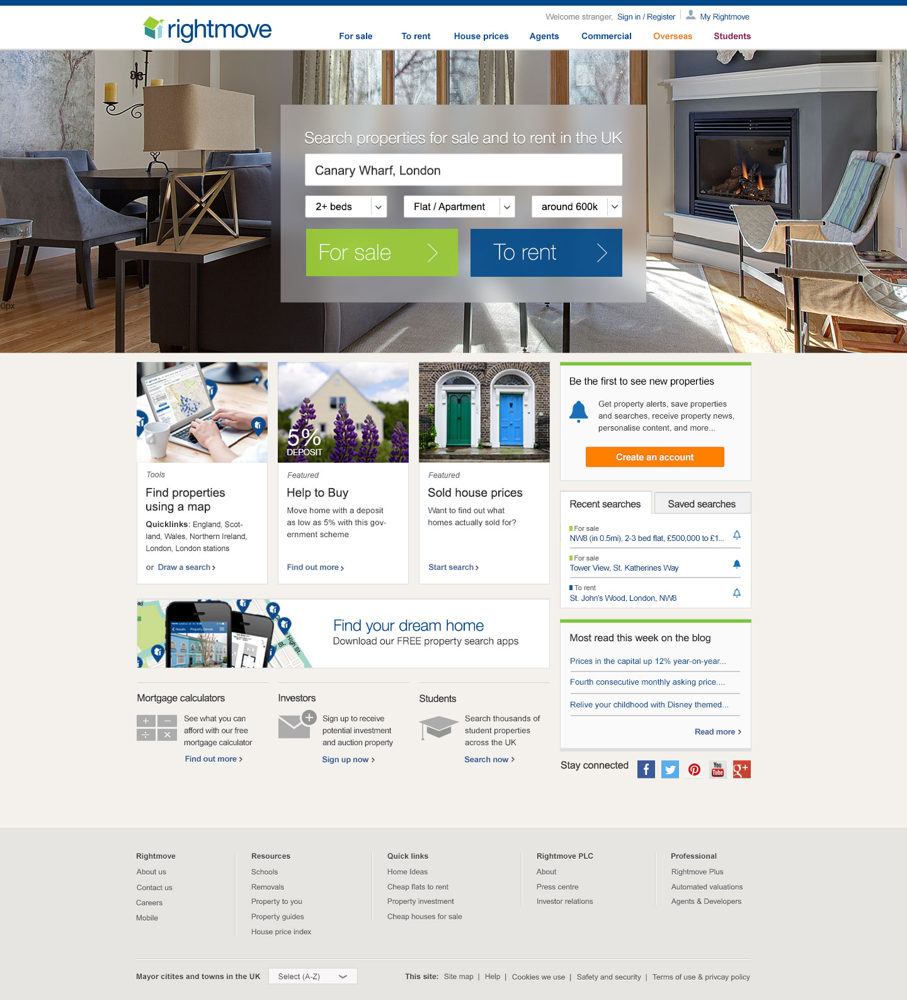 Welcome stranger, Sign in / Register My Rightmove
rightmove
For sale To rent House prices Agents Commercial Overseas Students
Search properties for sale and to rent in the UK
Canary Wharf, London
2+ beds Flat / Apartment around 600k
For sale To rent
0px
5%
DEPOSIT
Tools
Find properties
using a map
Quicklinks: England, Scot-
land, Wales, Northern Ireland,
London, London stations
or Draw a search
Featured
Help to Buy
Move home with a deposit
as low as 5% with this gov-
ernment scheme
Find out more
Featured
Sold house prices
Want to find out what
homes actually sold for?
Start search
Be the first to see new properties
Get property alerts, save properties
and searches, receive property news,
personalise content, and more...
Create an account
Recent searches Saved searches
For sale
NW8 (in 0.5mi), 2-3 bed flat, £500,000 to £1...
For sale
Tower View, St. Katherines Way
To rent
St. John's Wood, London, NW8
Find your dream home
Download our FREE property search apps
High St.
Property Details
Most read this week on the blog
Prices in the capital up 12% year-on-year...
Fourth consecutive monthly asking price....
Relive your childhood with Disney themed...
Read more
Mortgage calculators
See what you can
afford with our free
mortgage calculator
Find out more
Investors
Sign up to receive
potential investment
and auction property
Sign up now
Students
Search thousands of
student properties
across the UK
Search now
Stay connected
You
Tube
g+
Rightmove
About us
Contact us
Careers
Mobile
Resources
Schools
Removals
Property to you
Property guides
House price index
Quick links
Home Ideas
Cheap flats to rent
Property investment
Cheap houses for sale
Rightmove PLC
About
Press centre
Investor relations
Professional
Rightmove Plus
Automated valuations
Agents & Developers
Mayor citites and towns in the UK Select (A-Z)
This site: Site map | Help | Cookies we use | Safety and security | Terms of use & privcay policy